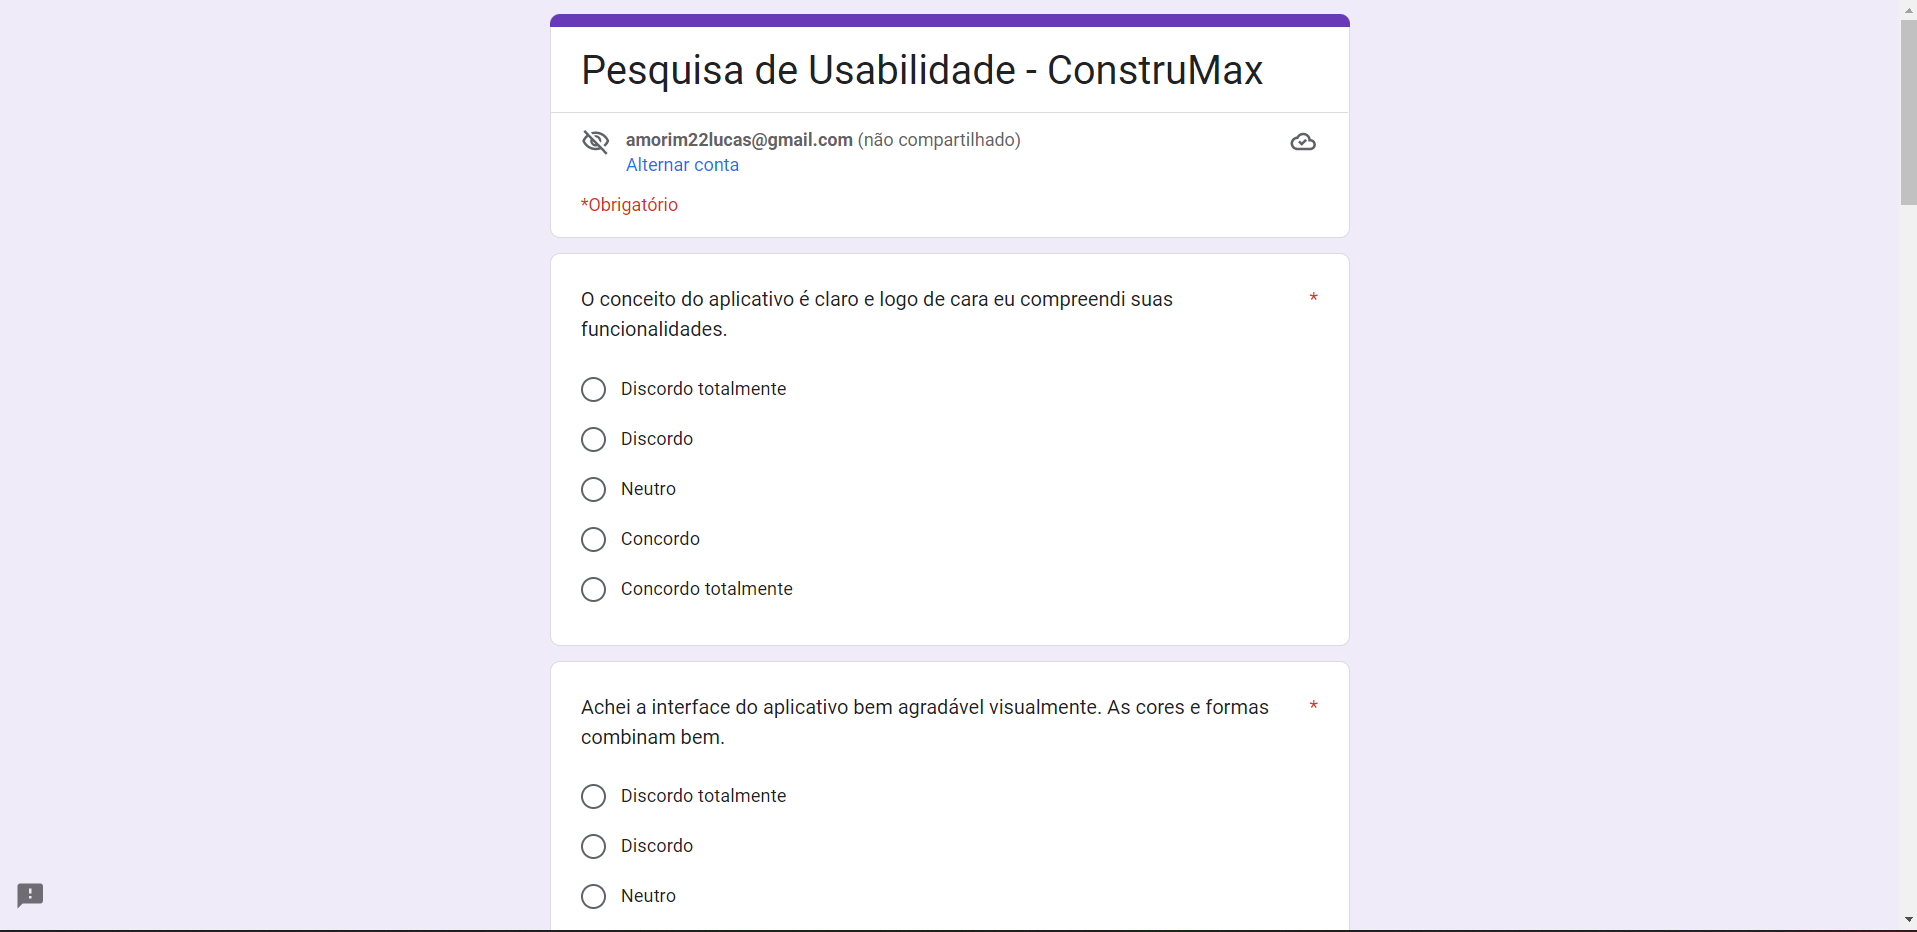 Pesquisa de Usabilidade - ConstruMax
amorim22lucas@gmail.com (não compartilhado)
Alternar conta
*Obrigatório
O conceito do aplicativo é claro e logo de cara eu compreendi suas *
funcionalidades.
Discordo totalmente
Discordo
Neutro
Concordo
Concordo totalmente
Achei a interface do aplicativo bem agradável visualmente. As cores e formas *
combinam bem.
Discordo totalmente
Discordo
Neutro